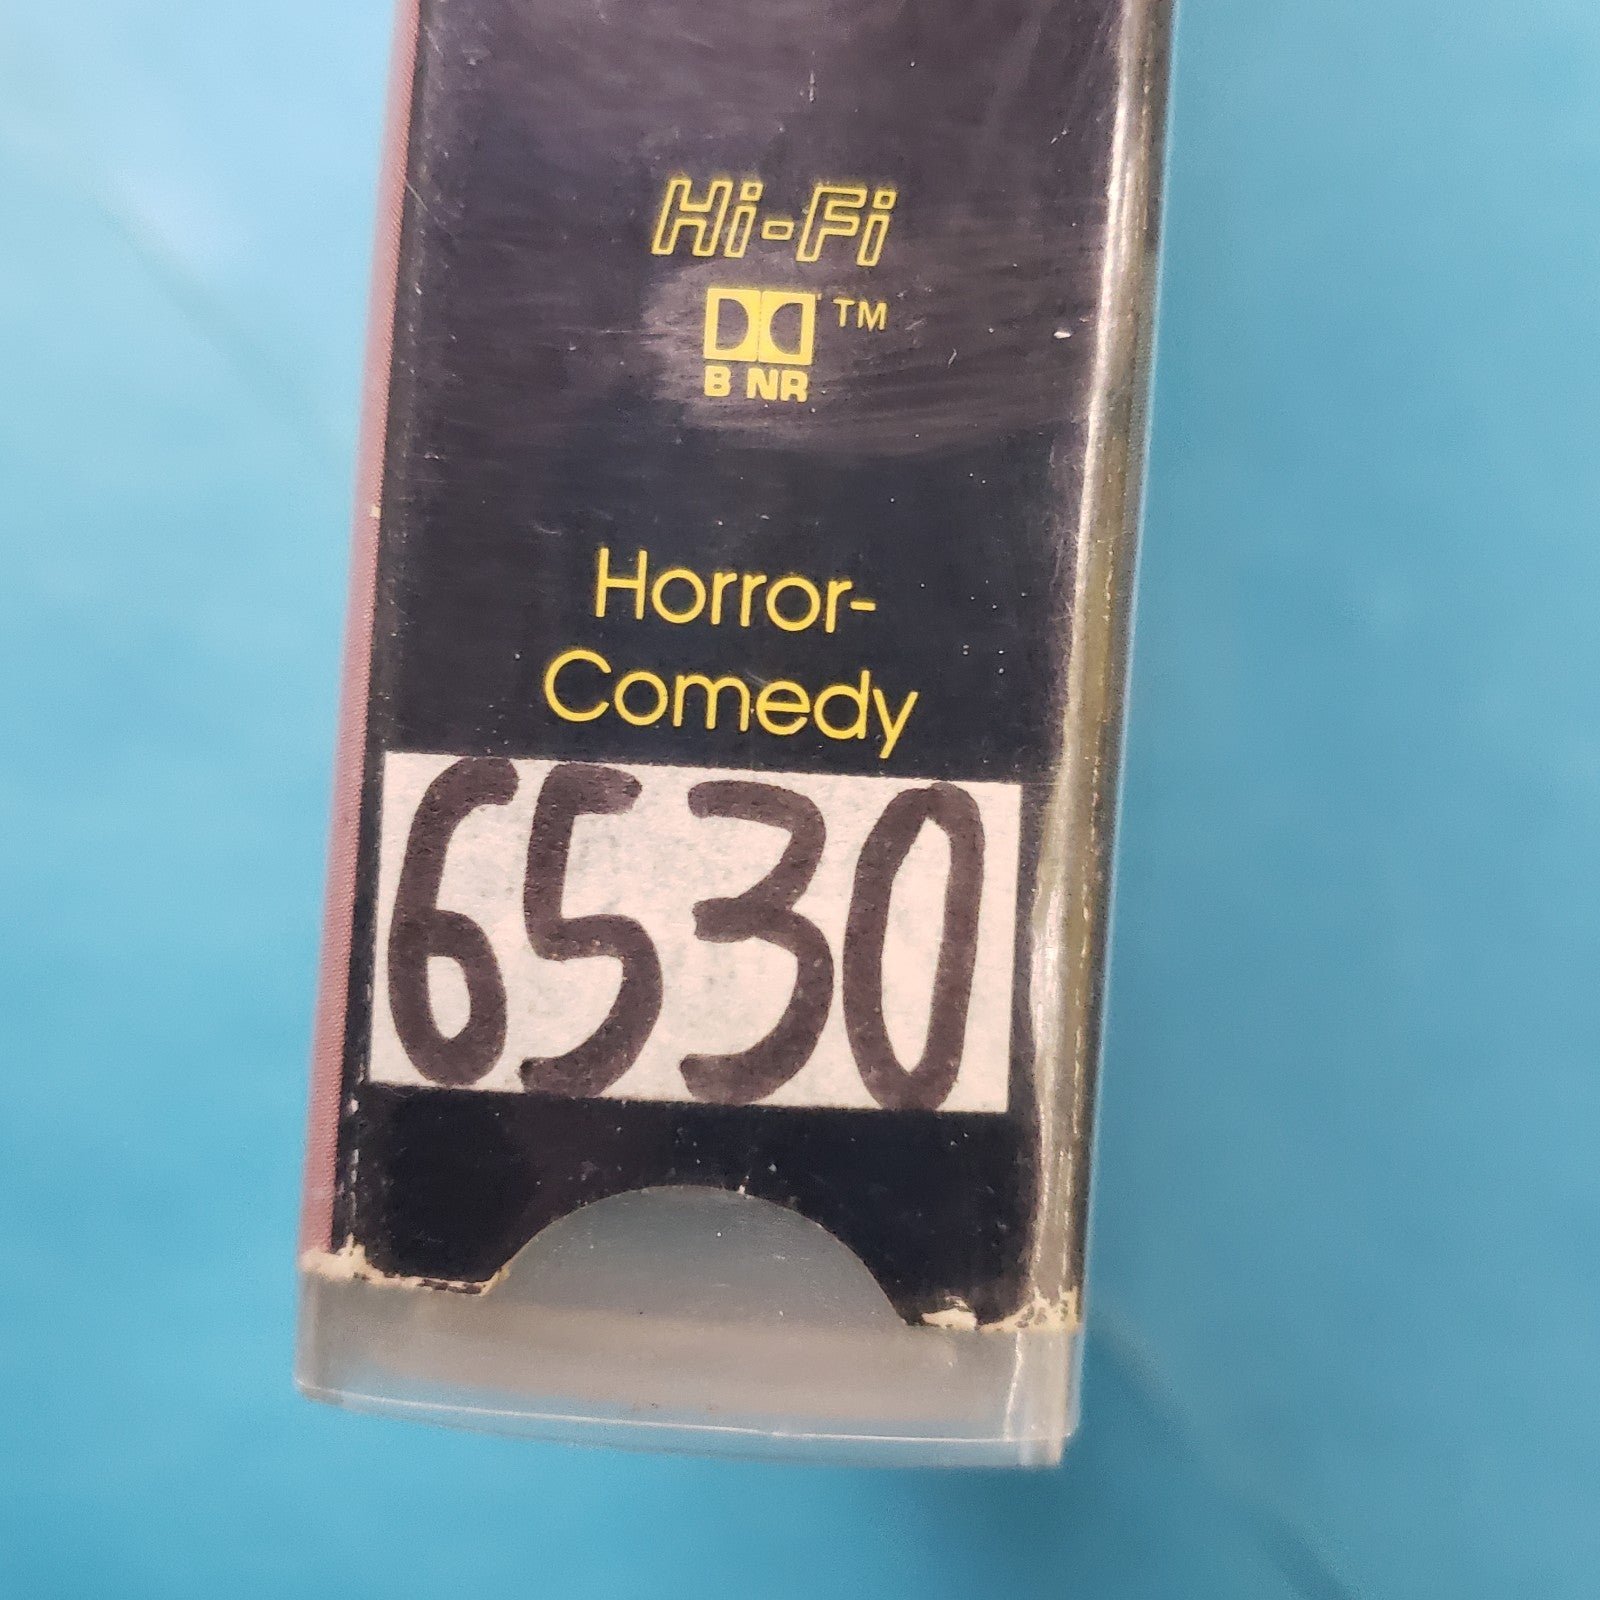 Hi-Fi
TM
B NR
Horror-
Comedy
6530